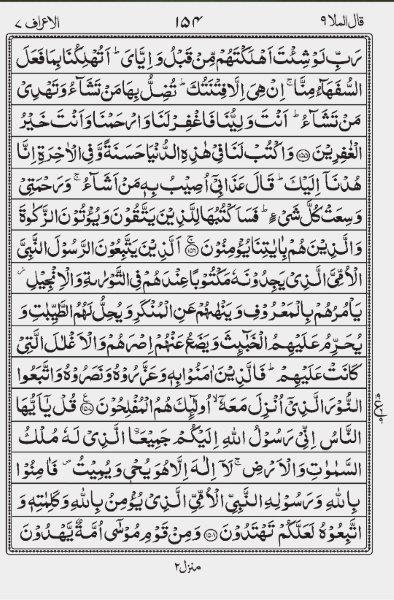 قال الملا ٩ ١٥٤ الاعراف ٧
رَبِّ لَوْ شِئْتَ اَهْلَكْتَهُمْ مِّنْ قَبْلُ وَ اِيَّایَ ؕ اَتُهْلِكُنَا بِمَا فَعَلَ
السُّفَهَآءُ مِنَّا ۚ اِنْ هِیَ اِلَّا فِتْنَتُكَ ؕ تُضِلُّ بِهَا مَنْ تَشَآءُ وَ تَهْدِیْ
مَنْ تَشَآءُ ؕ اَنْتَ وَلِیُّنَا فَاغْفِرْ لَنَا وَ ارْحَمْنَا وَ اَنْتَ خَیْرُ
الْغٰفِرِیْنَ ﴿۱۵۵﴾ وَ اكْتُبْ لَنَا فِیْ هٰذِهِ الدُّنْیَا حَسَنَةً وَّ فِی الْاٰخِرَةِ اِنَّا
هُدْنَاۤ اِلَیْكَ ؕ قَالَ عَذَابِیْۤ اُصِیْبُ بِهٖ مَنْ اَشَآءُ ۚ وَ رَحْمَتِیْ
وَسِعَتْ كُلَّ شَیْءٍ ؕ فَسَاَكْتُبُهَا لِلَّذِیْنَ یَتَّقُوْنَ وَ یُؤْتُوْنَ الزَّكٰوةَ
وَ الَّذِیْنَ هُمْ بِاٰیٰتِنَا یُؤْمِنُوْنَ ﴿۱۵۶﴾ اَلَّذِیْنَ یَتَّبِعُوْنَ الرَّسُوْلَ النَّبِیَّ
الْاُمِّیَّ الَّذِیْ یَجِدُوْنَهٗ مَكْتُوْبًا عِنْدَهُمْ فِی التَّوْرٰىةِ وَ الْاِنْجِیْلِ ؗ
یَاْمُرُهُمْ بِالْمَعْرُوْفِ وَ یَنْهٰىهُمْ عَنِ الْمُنْكَرِ وَ یُحِلُّ لَهُمُ الطَّیِّبٰتِ وَ
یُحَرِّمُ عَلَیْهِمُ الْخَبٰٓىِٕثَ وَ یَضَعُ عَنْهُمْ اِصْرَهُمْ وَ الْاَغْلٰلَ الَّتِیْ
كَانَتْ عَلَیْهِمْ ؕ فَالَّذِیْنَ اٰمَنُوْا بِهٖ وَ عَزَّرُوْهُ وَ نَصَرُوْهُ وَ اتَّبَعُوا
النُّوْرَ الَّذِیْۤ اُنْزِلَ مَعَهٗۤ ۙ اُولٰٓىِٕكَ هُمُ الْمُفْلِحُوْنَ ﴿۱۵۷﴾ قُلْ یٰۤاَیُّهَا
النَّاسُ اِنِّیْ رَسُوْلُ اللّٰهِ اِلَیْكُمْ جَمِیْعَا ِ۟الَّذِیْ لَهٗ مُلْكُ
السَّمٰوٰتِ وَ الْاَرْضِ ۚ لَاۤ اِلٰهَ اِلَّا هُوَ یُحْیٖ وَ یُمِیْتُ ۪ فَاٰمِنُوْا
بِاللّٰهِ وَ رَسُوْلِهِ النَّبِیِّ الْاُمِّیِّ الَّذِیْ یُؤْمِنُ بِاللّٰهِ وَ كَلِمٰتِهٖ وَ
اتَّبِعُوْهُ لَعَلَّكُمْ تَهْتَدُوْنَ ﴿۱۵۸﴾ وَ مِنْ قَوْمِ مُوْسٰۤی اُمَّةٌ یَّهْدُوْنَ
منزل ٢